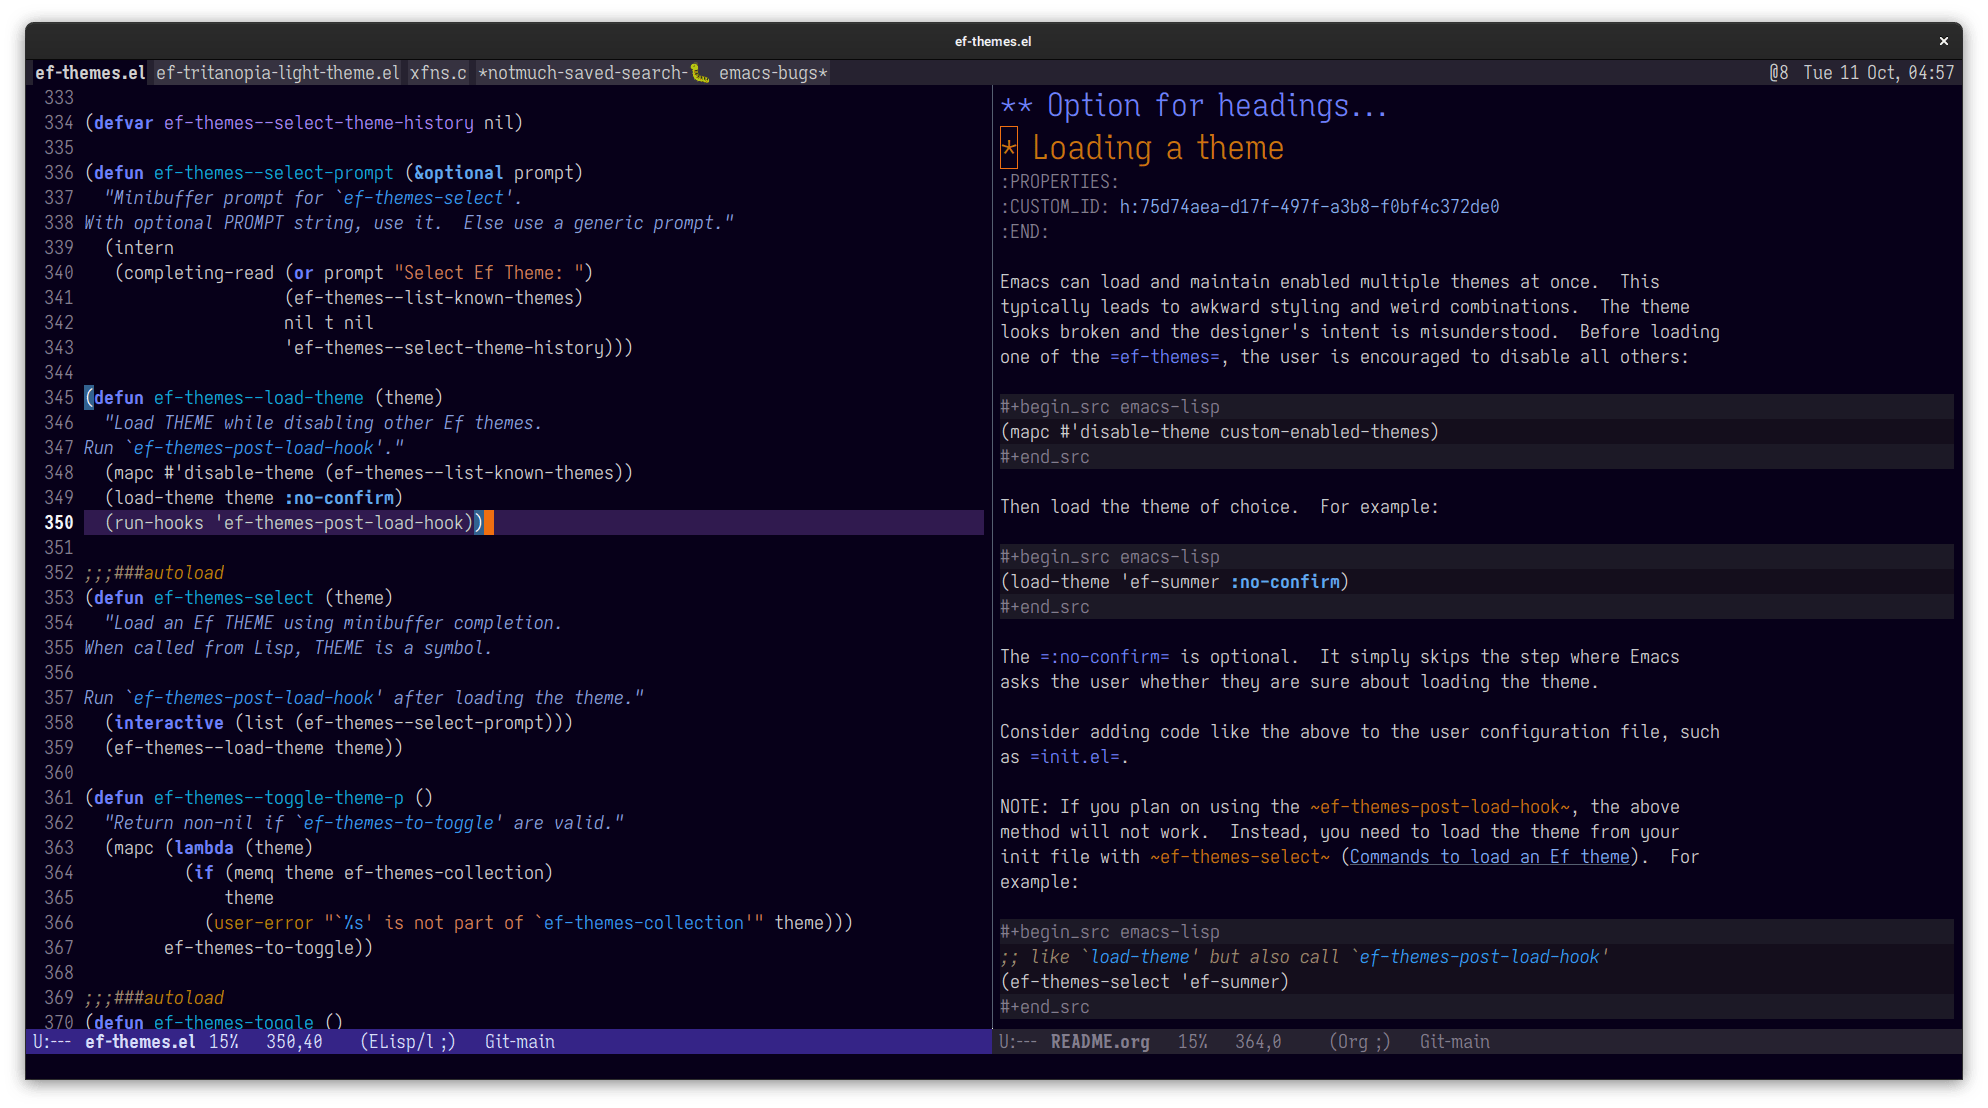 ef-themes.el
×
ef-themes.el ef-tritanopia-light-theme.el xfns.c *notmuch-saved-search-🐛 emacs-bugs*
@8 Tue 11 Oct, 04:57
333
334 (defvar ef-themes--select-theme-history nil)
335
336 (defun ef-themes--select-prompt (&optional prompt)
337   "Minibuffer prompt for `ef-themes-select'.
338 With optional PROMPT string, use it.  Else use a generic prompt."
339   (intern
340    (completing-read (or prompt "Select Ef Theme: ")
341                     (ef-themes--list-known-themes)
342                     nil t nil
343                     'ef-themes--select-theme-history)))
344
345 (defun ef-themes--load-theme (theme)
346   "Load THEME while disabling other Ef themes.
347 Run `ef-themes-post-load-hook'."
348   (mapc #'disable-theme (ef-themes--list-known-themes))
349   (load-theme theme :no-confirm)
350   (run-hooks 'ef-themes-post-load-hook))
351
352 ;;;###autoload
353 (defun ef-themes-select (theme)
354   "Load an Ef THEME using minibuffer completion.
355 When called from Lisp, THEME is a symbol.
356
357 Run `ef-themes-post-load-hook' after loading the theme."
358   (interactive (list (ef-themes--select-prompt)))
359   (ef-themes--load-theme theme))
360
361 (defun ef-themes--toggle-theme-p ()
362   "Return non-nil if `ef-themes-to-toggle' are valid."
363   (mapc (lambda (theme)
364           (if (memq theme ef-themes-collection)
365               theme
366             (user-error "`%s' is not part of `ef-themes-collection'" theme)))
367         ef-themes-to-toggle))
368
369 ;;;###autoload
370 (defun ef-themes-toggle ()
U:--- ef-themes.el 15% 350,40 (ELisp/l ;) Git-main
** Option for headings...
* Loading a theme
:PROPERTIES:
:CUSTOM_ID: h:75d74aea-d17f-497f-a3b8-f0bf4c372de0
:END:
Emacs can load and maintain enabled multiple themes at once.  This
typically leads to awkward styling and weird combinations.  The theme
looks broken and the designer's intent is misunderstood.  Before loading
one of the =ef-themes=, the user is encouraged to disable all others:
#+begin_src emacs-lisp
(mapc #'disable-theme custom-enabled-themes)
#+end_src
Then load the theme of choice.  For example:
#+begin_src emacs-lisp
(load-theme 'ef-summer :no-confirm)
#+end_src
The =:no-confirm= is optional.  It simply skips the step where Emacs
asks the user whether they are sure about loading the theme.
Consider adding code like the above to the user configuration file, such
as =init.el=.
NOTE: If you plan on using the ~ef-themes-post-load-hook~, the above
method will not work.  Instead, you need to load the theme from your
init file with ~ef-themes-select~ (Commands to load an Ef theme).  For
example:
#+begin_src emacs-lisp
;; like `load-theme' but also call `ef-themes-post-load-hook'
(ef-themes-select 'ef-summer)
#+end_src
U:--- README.org 15% 364,0 (Org ;) Git-main